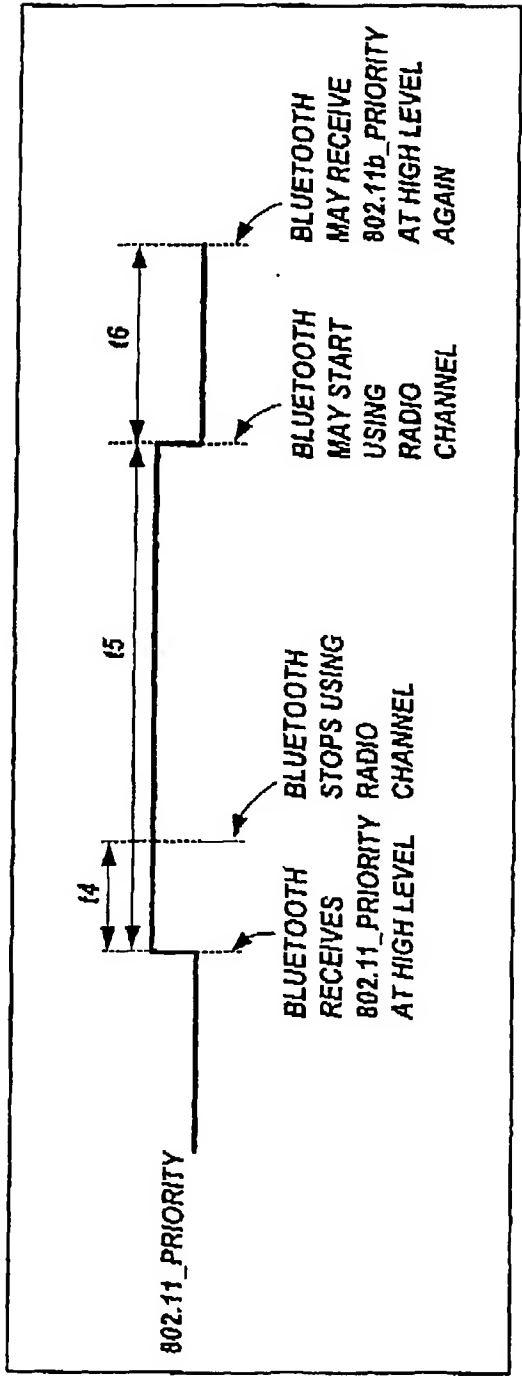 802.11_PRIORITY
t4
t5
t6
BLUETOOTH
RECEIVES
802.11_PRIORITY
AT HIGH LEVEL
BLUETOOTH
STOPS USING
RADIO
CHANNEL
BLUETOOTH
MAY START
USING
RADIO
CHANNEL
BLUETOOTH
MAY RECEIVE
802.11b_PRIORITY
AT HIGH LEVEL
AGAIN